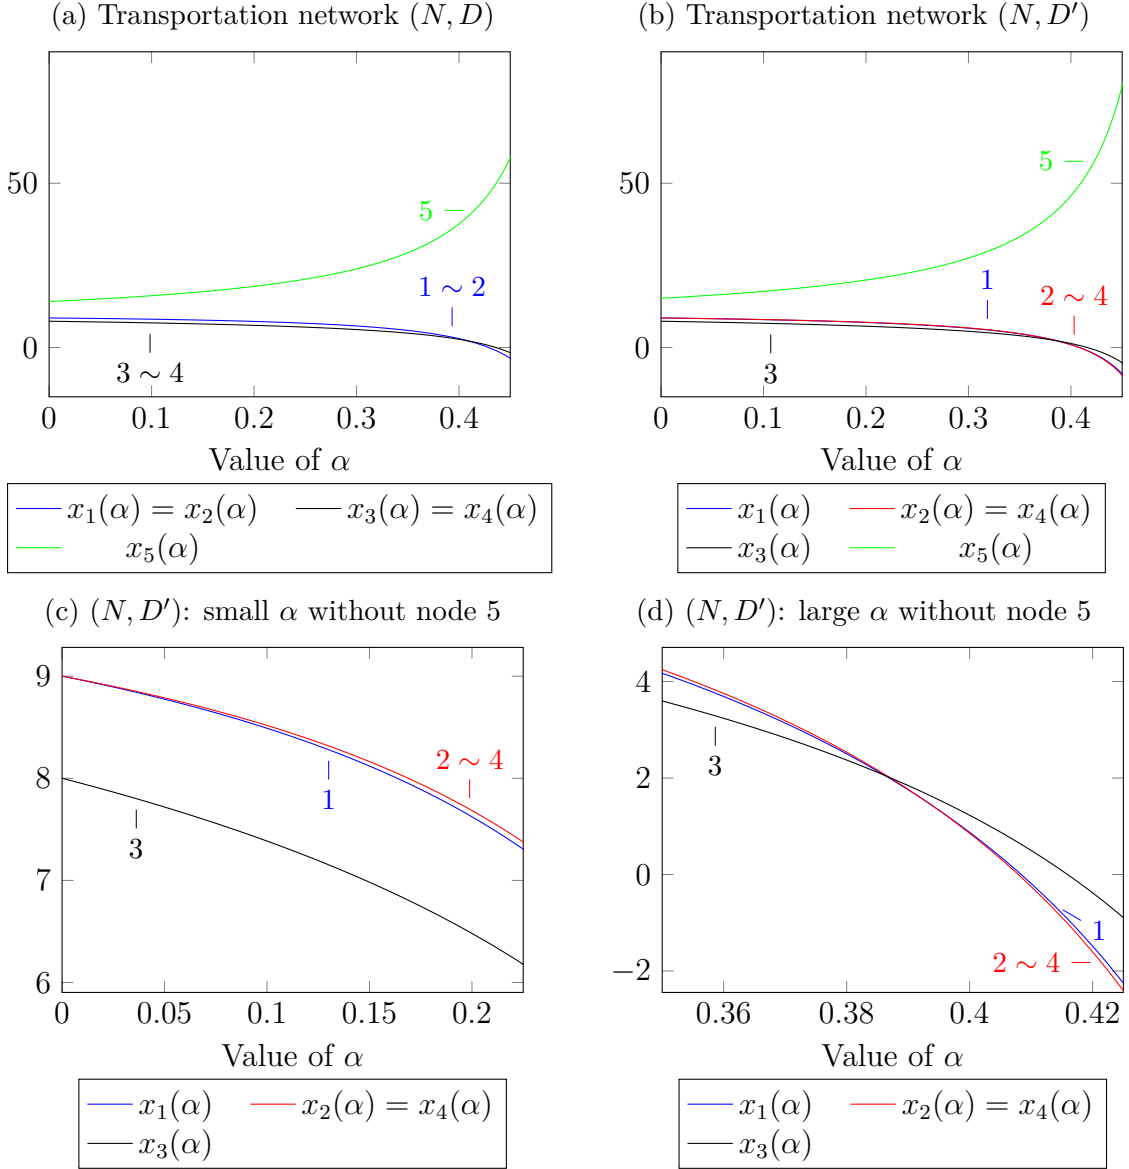 (a) Transportation network (N, D)
50
0
5
1 ∼ 2
3 ∼ 4
0 0.1 0.2 0.3 0.4
Value of α
x₁(α) = x₂(α) x₃(α) = x₄(α)
x₅(α)
(b) Transportation network (N, D′)
50
0
5
1
2 ∼ 4
3
0 0.1 0.2 0.3 0.4
Value of α
x₁(α) x₂(α) = x₄(α)
x₃(α) x₅(α)
(c) (N, D′): small α without node 5
9
8
7
6
2 ∼ 4
1
3
0 0.05 0.1 0.15 0.2
Value of α
x₁(α) x₂(α) = x₄(α)
x₃(α)
(d) (N, D′): large α without node 5
4
2
0
−2
3
1
2 ∼ 4
0.36 0.38 0.4 0.42
Value of α
x₁(α) x₂(α) = x₄(α)
x₃(α)